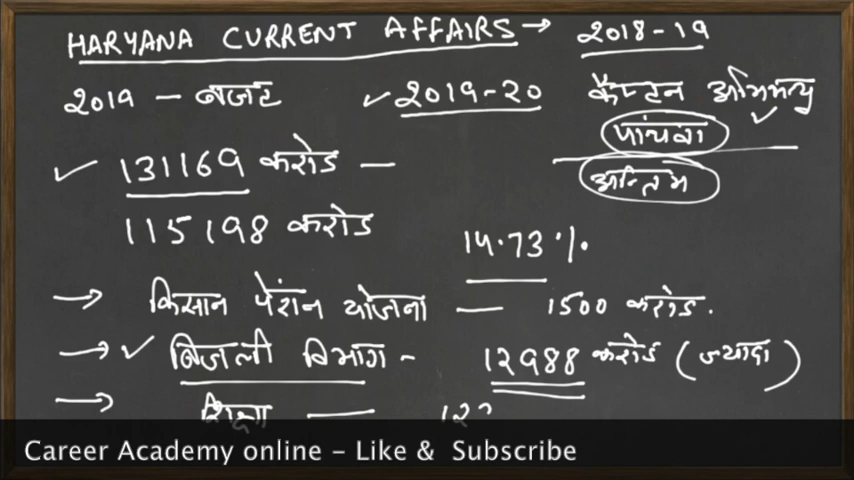 HARYANA CURRENT AFFAIRS → 2018-19
2019 - बजट ✓ 2019-20 कैप्टन अभिमन्यु ✓
पांचवा
✓ 131169 करोड —
अन्तिम
115198 करोड
14.73 %.
→ किसान पेंशन योजना — 1500 करोड.
→ ✓ बिजली विभाग - 12988 करोड (ज्यादा)
→ शिक्षा —
Career Academy online – Like & Subscribe